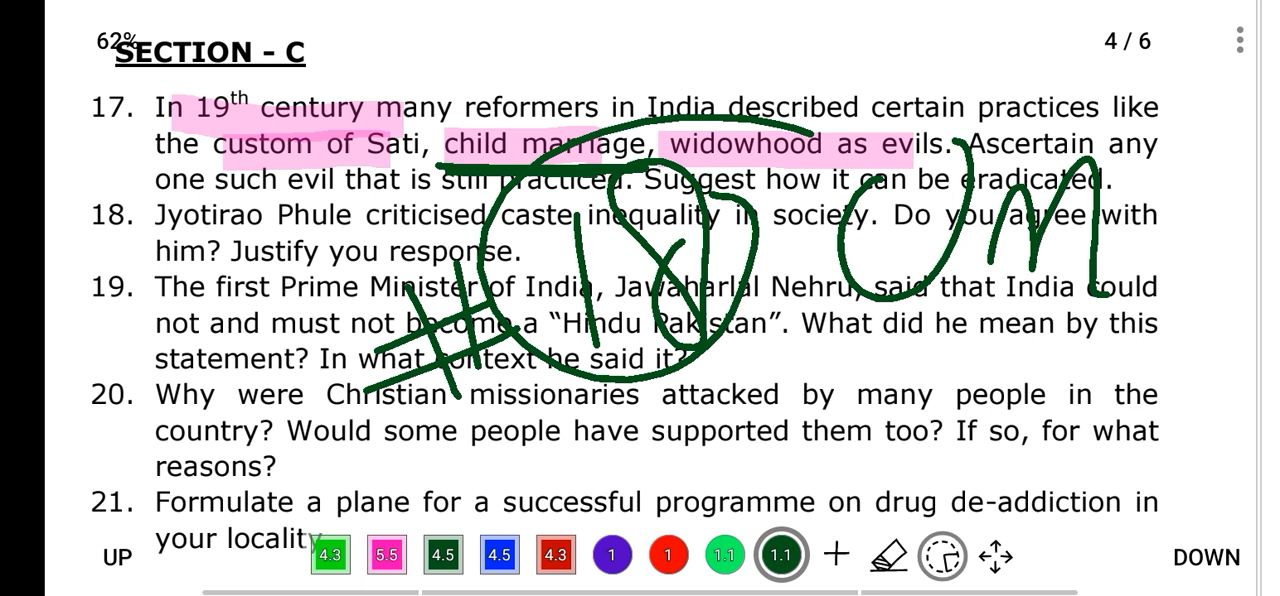 62%
4 / 6
SECTION - C
17. In 19th century many reformers in India described certain practices like
the custom of Sati, child marriage, widowhood as evils. Ascertain any
one such evil that is still practiced. Suggest how it can be eradicated.
18. Jyotirao Phule criticised caste inequality in society. Do you agree with
him? Justify you response.
19. The first Prime Minister of India, Jawaharlal Nehru, said that India could
not and must not become a “Hindu Pakistan”. What did he mean by this
statement? In what context he said it?
20. Why were Christian missionaries attacked by many people in the
country? Would some people have supported them too? If so, for what
reasons?
21. Formulate a plane for a successful programme on drug de-addiction in
your locality
# 18 OM
UP 4.3 5.5 4.5 4.5 4.3 1 1 1.1 1.1 + DOWN